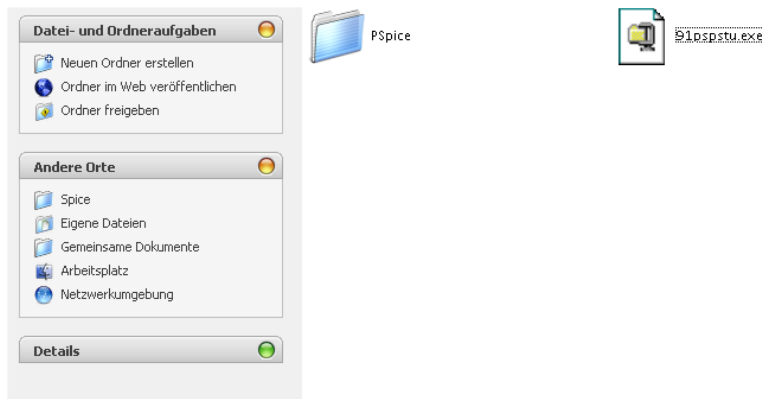 Datei- und Ordneraufgaben
Neuen Ordner erstellen
Ordner im Web veröffentlichen
Ordner freigeben
Andere Orte
Spice
Eigene Dateien
Gemeinsame Dokumente
Arbeitsplatz
Netzwerkumgebung
Details
PSpice
91pspstu.exe